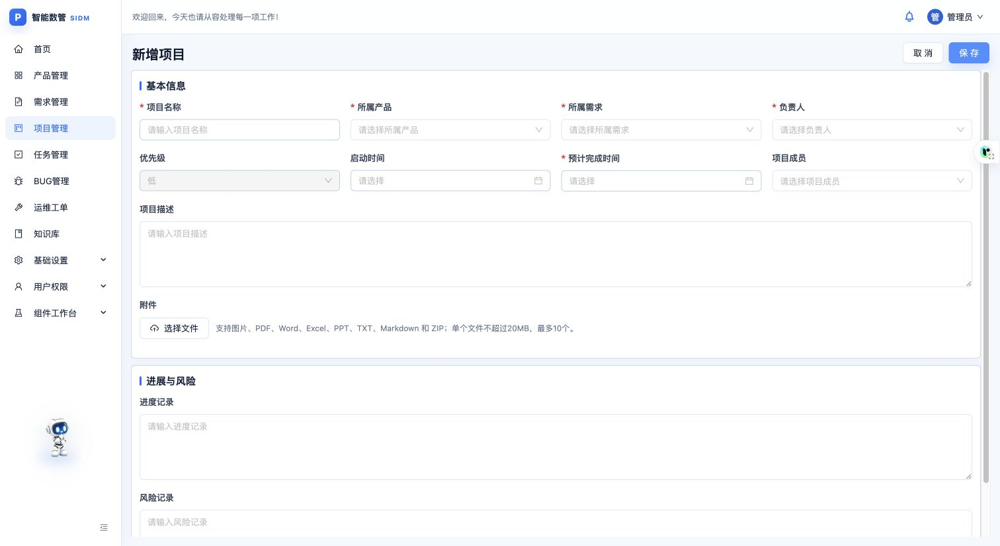 P 智能数管 SIDM
欢迎回来，今天也请从容处理每一项工作！
管 管理员
首页
产品管理
需求管理
项目管理
任务管理
BUG管理
运维工单
知识库
基础设置
用户权限
组件工作台
新增项目
取 消 保 存
基本信息
* 项目名称 * 所属产品 * 所属需求 * 负责人
请输入项目名称 请选择所属产品 请选择所属需求 请选择负责人
优先级 启动时间 * 预计完成时间 项目成员
低 请选择 请选择 请选择项目成员
项目描述
请输入项目描述
附件
选择文件 支持图片、PDF、Word、Excel、PPT、TXT、Markdown 和 ZIP；单个文件不超过20MB，最多10个。
进展与风险
进度记录
请输入进度记录
风险记录
请输入风险记录